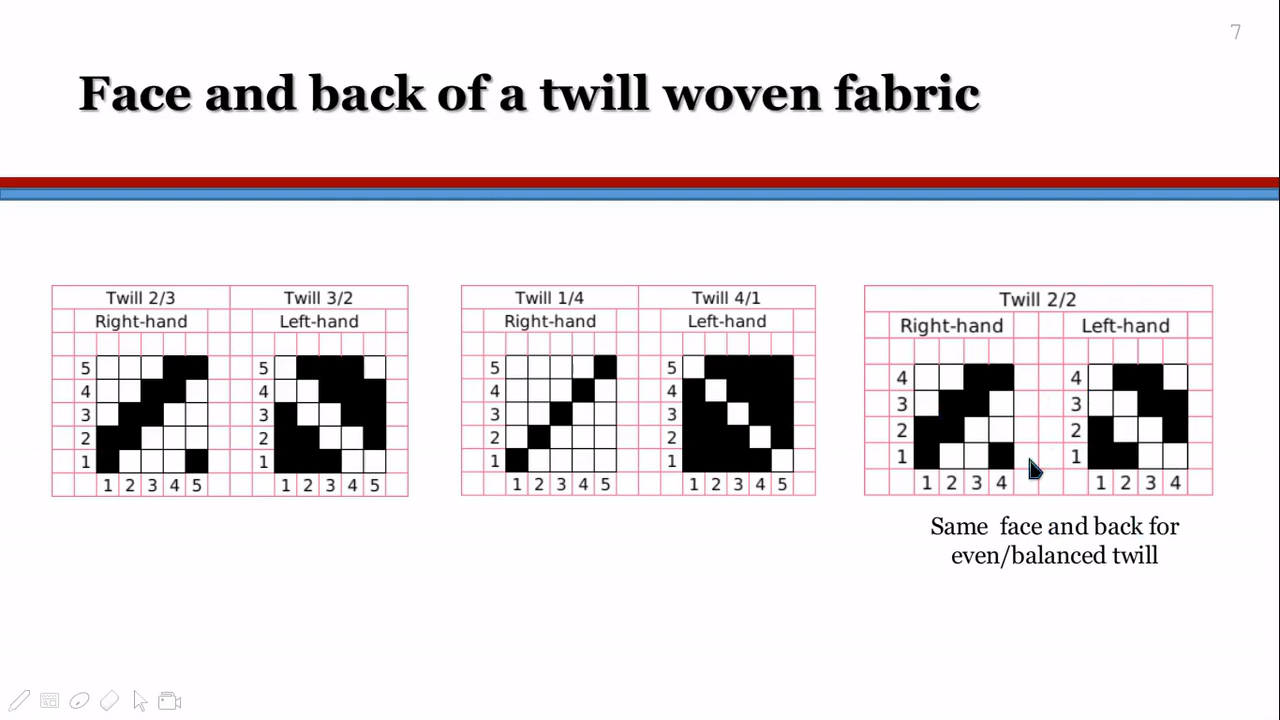 7
Face and back of a twill woven fabric
Twill 2/3 Twill 3/2
Right-hand Left-hand
5 5
4 4
3 3
2 2
1 1
1 2 3 4 5 1 2 3 4 5
Twill 1/4 Twill 4/1
Right-hand Left-hand
5 5
4 4
3 3
2 2
1 1
1 2 3 4 5 1 2 3 4 5
Twill 2/2
Right-hand Left-hand
4 4
3 3
2 2
1 1
1 2 3 4 1 2 3 4
Same face and back for
even/balanced twill